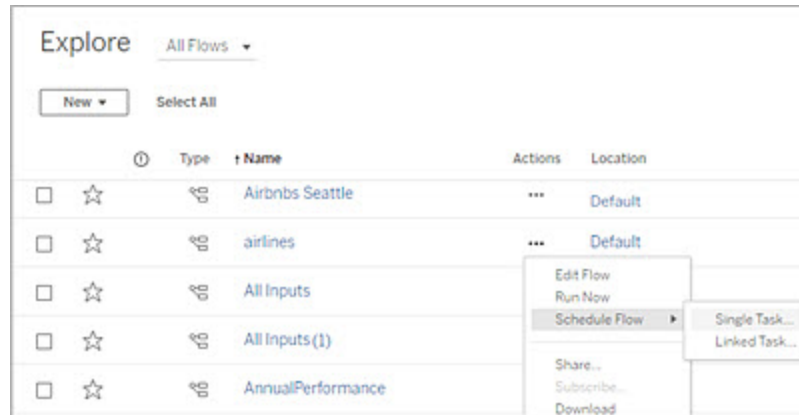 Explore All Flows
New Select All
Type Name Actions Location
Airbnbs Seattle ... Default
airlines ... Default
Edit Flow
All Inputs
Run Now
Schedule Flow Single Task...
All Inputs (1) Linked Task...
Share...
AnnualPerformance Subscribe...
Download